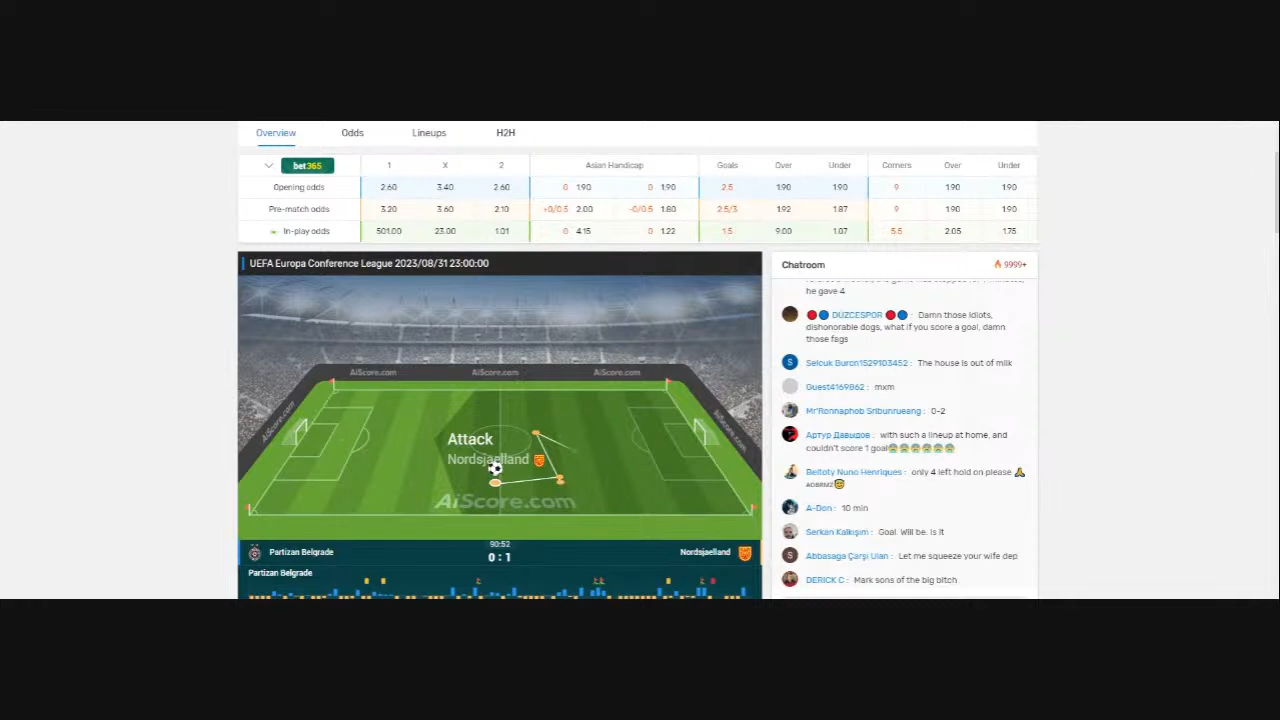 Overview Odds Lineups H2H
bet365 1 X 2 Asian Handicap Goals Over Under Corners Over Under
Opening odds 2.60 3.40 2.60 0 1.90 0 1.90 2.5 1.90 1.90 9 1.90 1.90
Pre-match odds 3.20 3.60 2.10 +0/0.5 2.00 -0/0.5 1.80 2.5/3 1.92 1.87 9 1.90 1.90
In-play odds 501.00 23.00 1.01 0 4.15 0 1.22 1.5 9.00 1.07 5.5 2.05 1.75
UEFA Europa Conference League 2023/08/31 23:00:00
AiScore.com AiScore.com AiScore.com
AiScore.com
AiScore.com
Attack
Nordsjaelland
AiScore.com
90:52
Partizan Belgrade 0 : 1 Nordsjaelland
Partizan Belgrade
Chatroom 9999+
he gave 4
DÜZCESPOR : Damn those idiots,
dishonorable dogs, what if you score a goal, damn
those fags
S Selcuk Burcn1529103452 : The house is out of milk
Guest4169862 : mxm
Mr'Ronnaphob Sribunrueang : 0-2
Артур Давыдов : with such a lineup at home, and
couldn't score 1 goal😰😰😰😰😰😰
Beltoty Nuno Henriques : only 4 left hold on please 🙏
A-Don : 10 min
Serkan Kalkışım : Goal. Will be. Is it
S Abbasaga Çarşi Ulan : Let me squeeze your wife dep
DERICK C : Mark sons of the big bitch